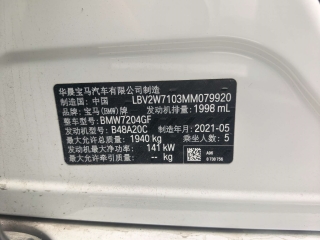 华晨宝马汽车有限公司制造
制造国：中国 LBV2W7103MM079920
品牌：宝马(BMW)牌 发动机排量：1998 mL
整车型号：BMW7204GF
发动机型号：B48A20C 制造年月：2021-05
最大允许总质量：1940 kg 乘坐人数：5
发动机最大净功率：141 kW
最大允许牵引质量：-- kg
6796756